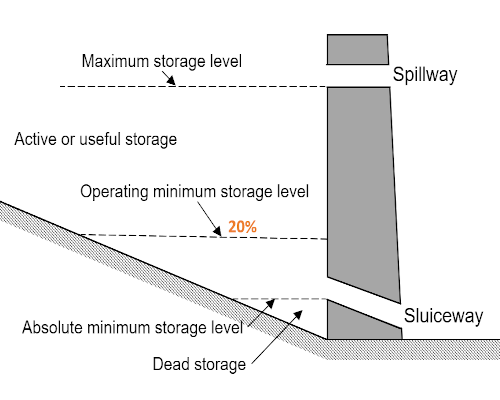 Maximum storage level
Spillway
Active or useful storage
Operating minimum storage level
20%
Sluiceway
Absolute minimum storage level
Dead storage